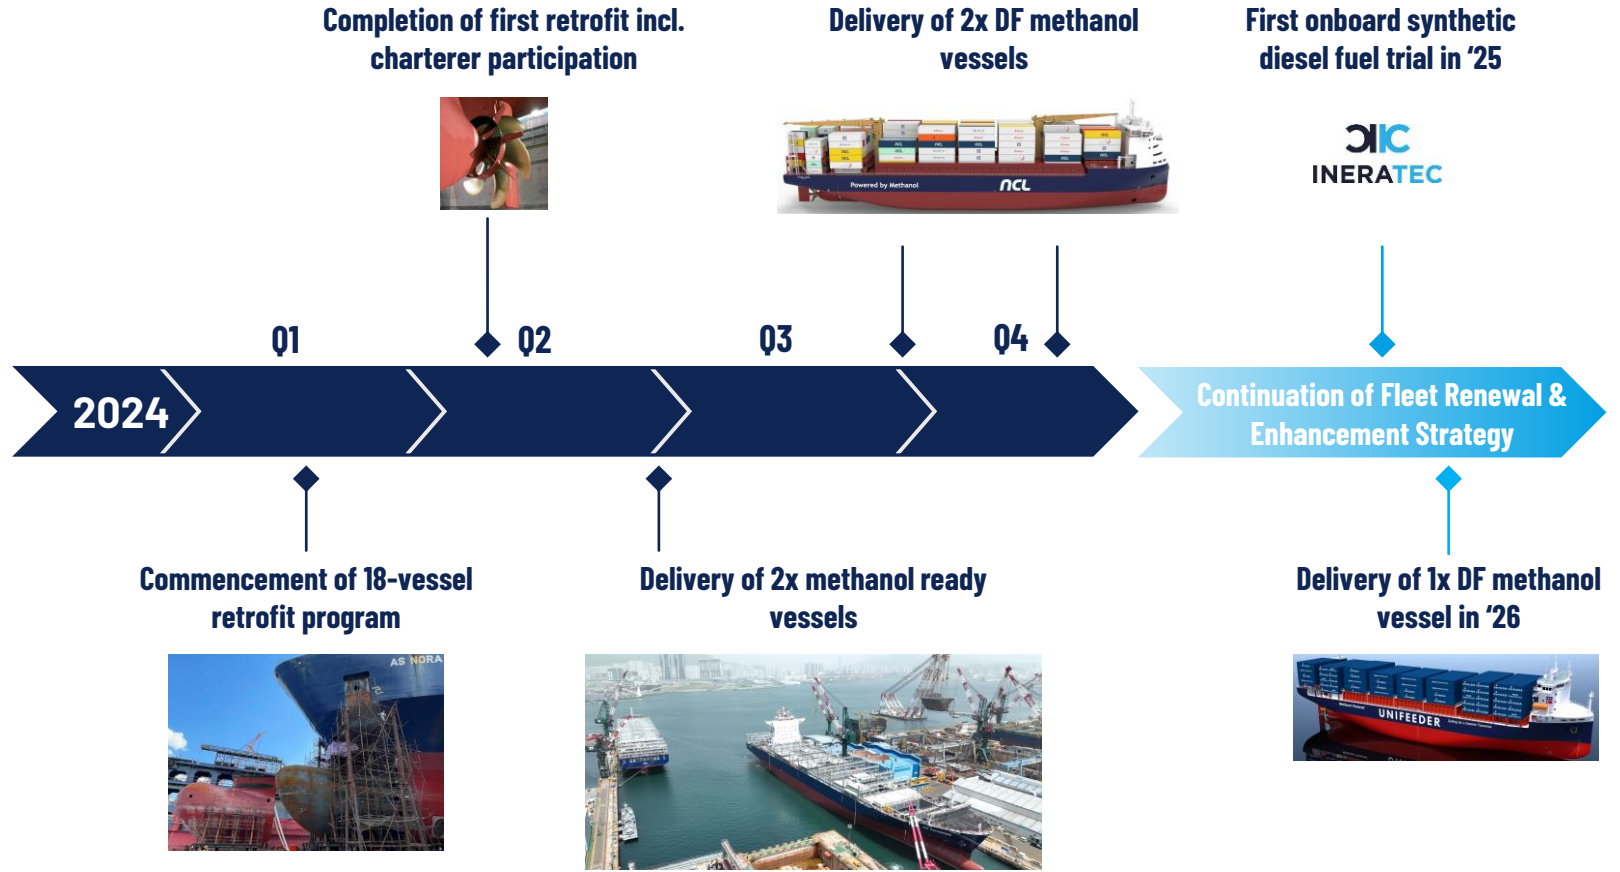 Completion of first retrofit incl.
charterer participation
Delivery of 2x DF methanol
vessels
First onboard synthetic
diesel fuel trial in ‘25
Powered by Methanol
ncl
INERATEC
Q1
Q2
Q3
Q4
2024
Continuation of Fleet Renewal &
Enhancement Strategy
Commencement of 18-vessel
retrofit program
Delivery of 2x methanol ready
vessels
Delivery of 1x DF methanol
vessel in ‘26
AS NORA
UNIFEEDER